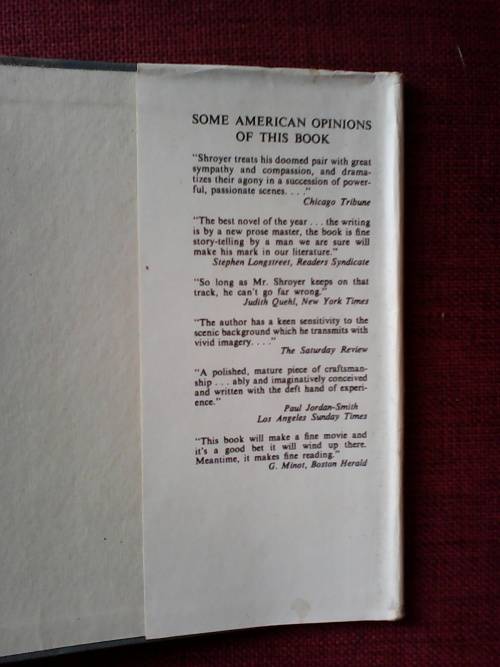 SOME AMERICAN OPINIONS
OF THIS BOOK
"Shroyer treats his doomed pair with great
sympathy and compassion, and drama-
tizes their agony in a succession of power-
ful, passionate scenes. . . ."
Chicago Tribune
"The best novel of the year . . . the writing
is by a new prose master, the book is fine
story-telling by a man we are sure will
make his mark in our literature."
Stephen Longstreet, Readers Syndicate
"So long as Mr. Shroyer keeps on that
track, he can't go far wrong."
Judith Quehl, New York Times
"The author has a keen sensitivity to the
scenic background which he transmits with
vivid imagery. . . ."
The Saturday Review
"A polished, mature piece of craftsman-
ship . . . ably and imaginatively conceived
and written with the deft hand of experi-
ence."
Paul Jordan-Smith
Los Angeles Sunday Times
"This book will make a fine movie and
it's a good bet it will wind up there.
Meantime, it makes fine reading."
G. Minot, Boston Herald